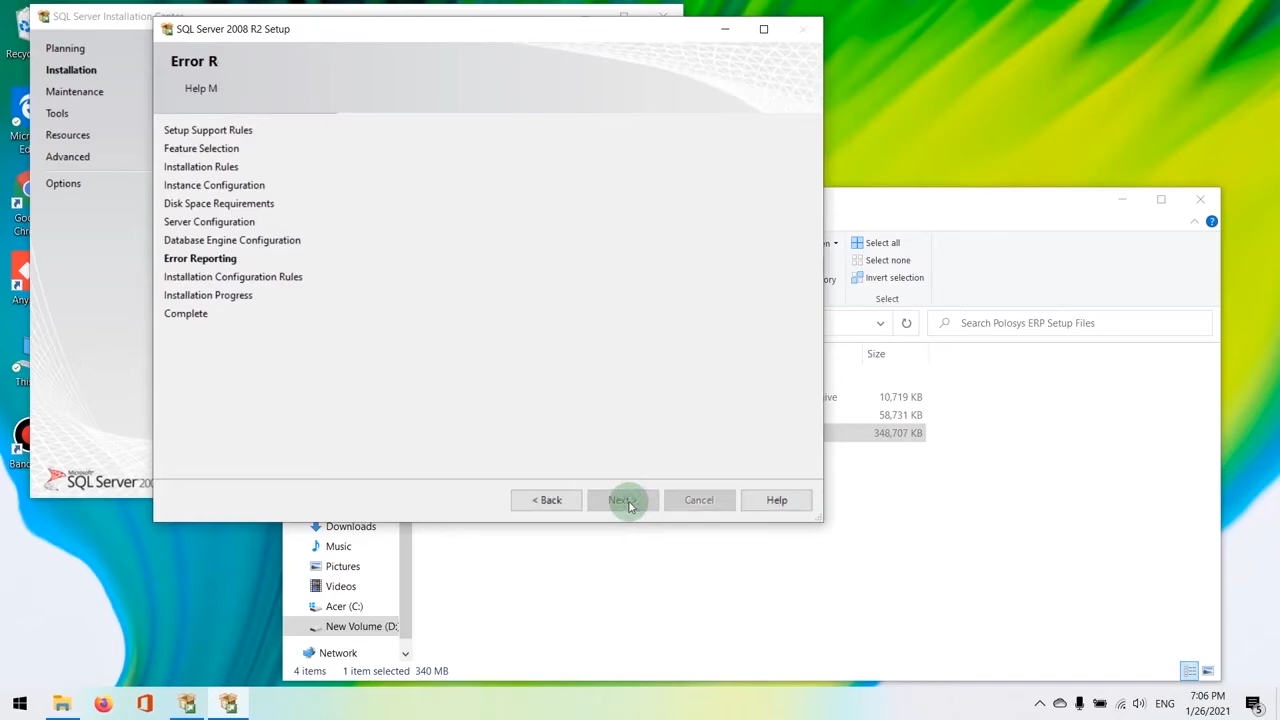 SQL Server Installation Center
SQL Server 2008 R2 Setup
Planning
Installation
Maintenance
Tools
Resources
Advanced
Options
Error R
Help M
Setup Support Rules
Feature Selection
Installation Rules
Instance Configuration
Disk Space Requirements
Server Configuration
Database Engine Configuration
Error Reporting
Installation Configuration Rules
Installation Progress
Complete
Microsoft
SQL Server 200
< Back
Next >
Cancel
Help
Select all
Select none
Invert selection
Select
Search Polosys ERP Setup Files
Size
10,719 KB
58,731 KB
348,707 KB
Downloads
Music
Pictures
Videos
Acer (C:)
New Volume (D:
Network
4 items 1 item selected 340 MB
ENG
7:06 PM
1/26/2021
5